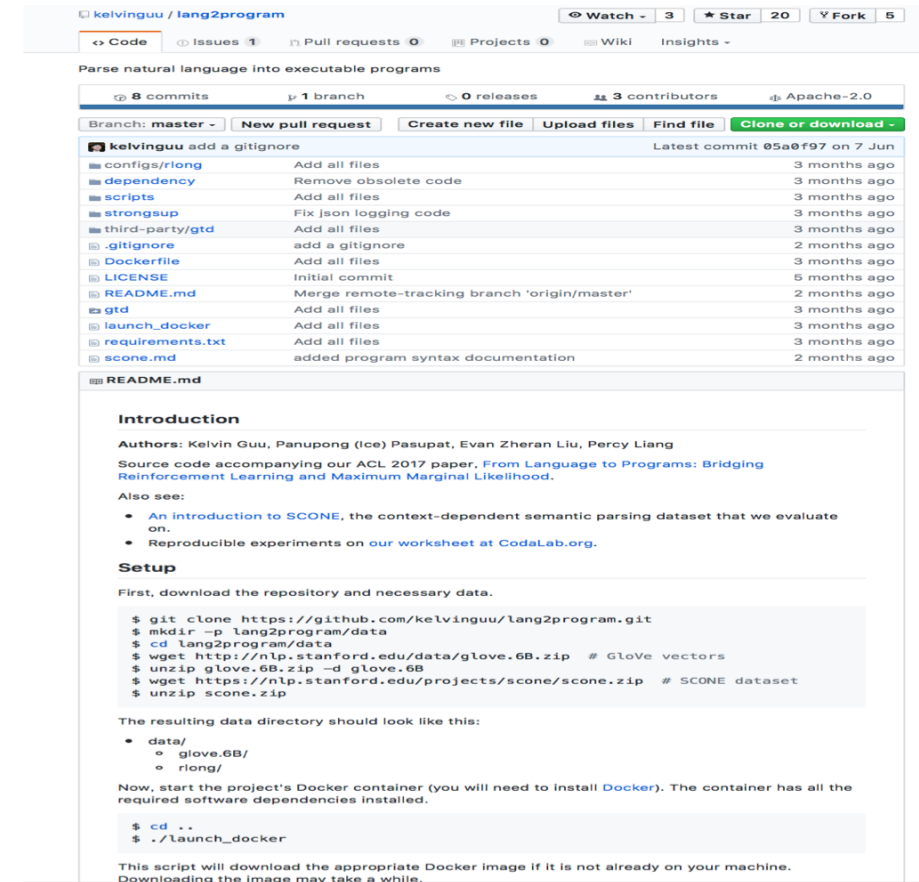 kelvinguu / lang2program
Watch 3 Star 20 Fork 5
Code Issues 1 Pull requests 0 Projects 0 Wiki Insights
Parse natural language into executable programs
8 commits 1 branch 0 releases 3 contributors Apache-2.0
Branch: master New pull request Create new file Upload files Find file Clone or download
kelvinguu add a gitignore Latest commit 05a0f97 on 7 Jun
configs/rlong Add all files 3 months ago
dependency Remove obsolete code 3 months ago
scripts Add all files 3 months ago
strongsup Fix json logging code 3 months ago
third-party/gtd Add all files 3 months ago
.gitignore add a gitignore 2 months ago
Dockerfile Add all files 3 months ago
LICENSE Initial commit 5 months ago
README.md Merge remote-tracking branch 'origin/master' 2 months ago
gtd Add all files 3 months ago
launch_docker Add all files 3 months ago
requirements.txt Add all files 3 months ago
scone.md added program syntax documentation 2 months ago
README.md
Introduction
Authors: Kelvin Guu, Panupong (Ice) Pasupat, Evan Zheran Liu, Percy Liang
Source code accompanying our ACL 2017 paper, From Language to Programs: Bridging
Reinforcement Learning and Maximum Marginal Likelihood.
Also see:
• An introduction to SCONE, the context-dependent semantic parsing dataset that we evaluate
on.
• Reproducible experiments on our worksheet at CodaLab.org.
Setup
First, download the repository and necessary data.
$ git clone https://github.com/kelvinguu/lang2program.git
$ mkdir -p lang2program/data
$ cd lang2program/data
$ wget http://nlp.stanford.edu/data/glove.6B.zip # GloVe vectors
$ unzip glove.6B.zip -d glove.6B
$ wget https://nlp.stanford.edu/projects/scone/scone.zip # SCONE dataset
$ unzip scone.zip
The resulting data directory should look like this:
• data/
◦ glove.6B/
◦ rlong/
Now, start the project's Docker container (you will need to install Docker). The container has all the
required software dependencies installed.
$ cd ..
$ ./launch_docker
This script will download the appropriate Docker image if it is not already on your machine.
Downloading the image may take a while.